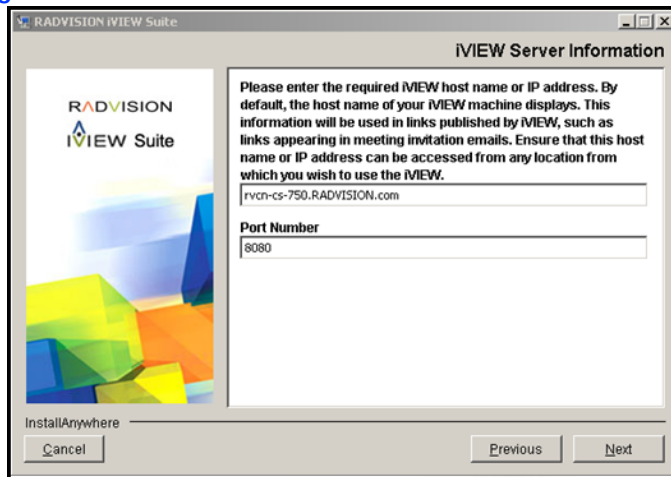 RADVISION iVIEW Suite
iVIEW Server Information
RADVISION
iVIEW Suite
Please enter the required iVIEW host name or IP address. By
default, the host name of your iVIEW machine displays. This
information will be used in links published by iVIEW, such as
links appearing in meeting invitation emails. Ensure that this host
name or IP address can be accessed from any location from
which you wish to use the iVIEW.
rvcn-cs-750.RADVISION.com
Port Number
8080
InstallAnywhere
Cancel
Previous
Next